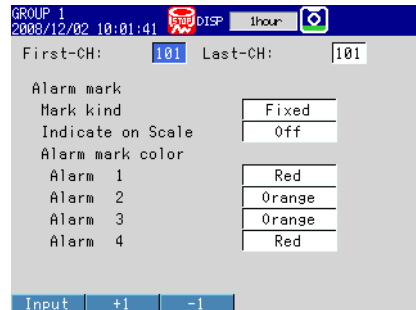 GROUP 1
2008/12/02 10:01:41 STOP DISP 1hour
First-CH: 101 Last-CH: 101
Alarm mark
Mark kind Fixed
Indicate on Scale Off
Alarm mark color
Alarm 1 Red
Alarm 2 Orange
Alarm 3 Orange
Alarm 4 Red
Input +1 -1